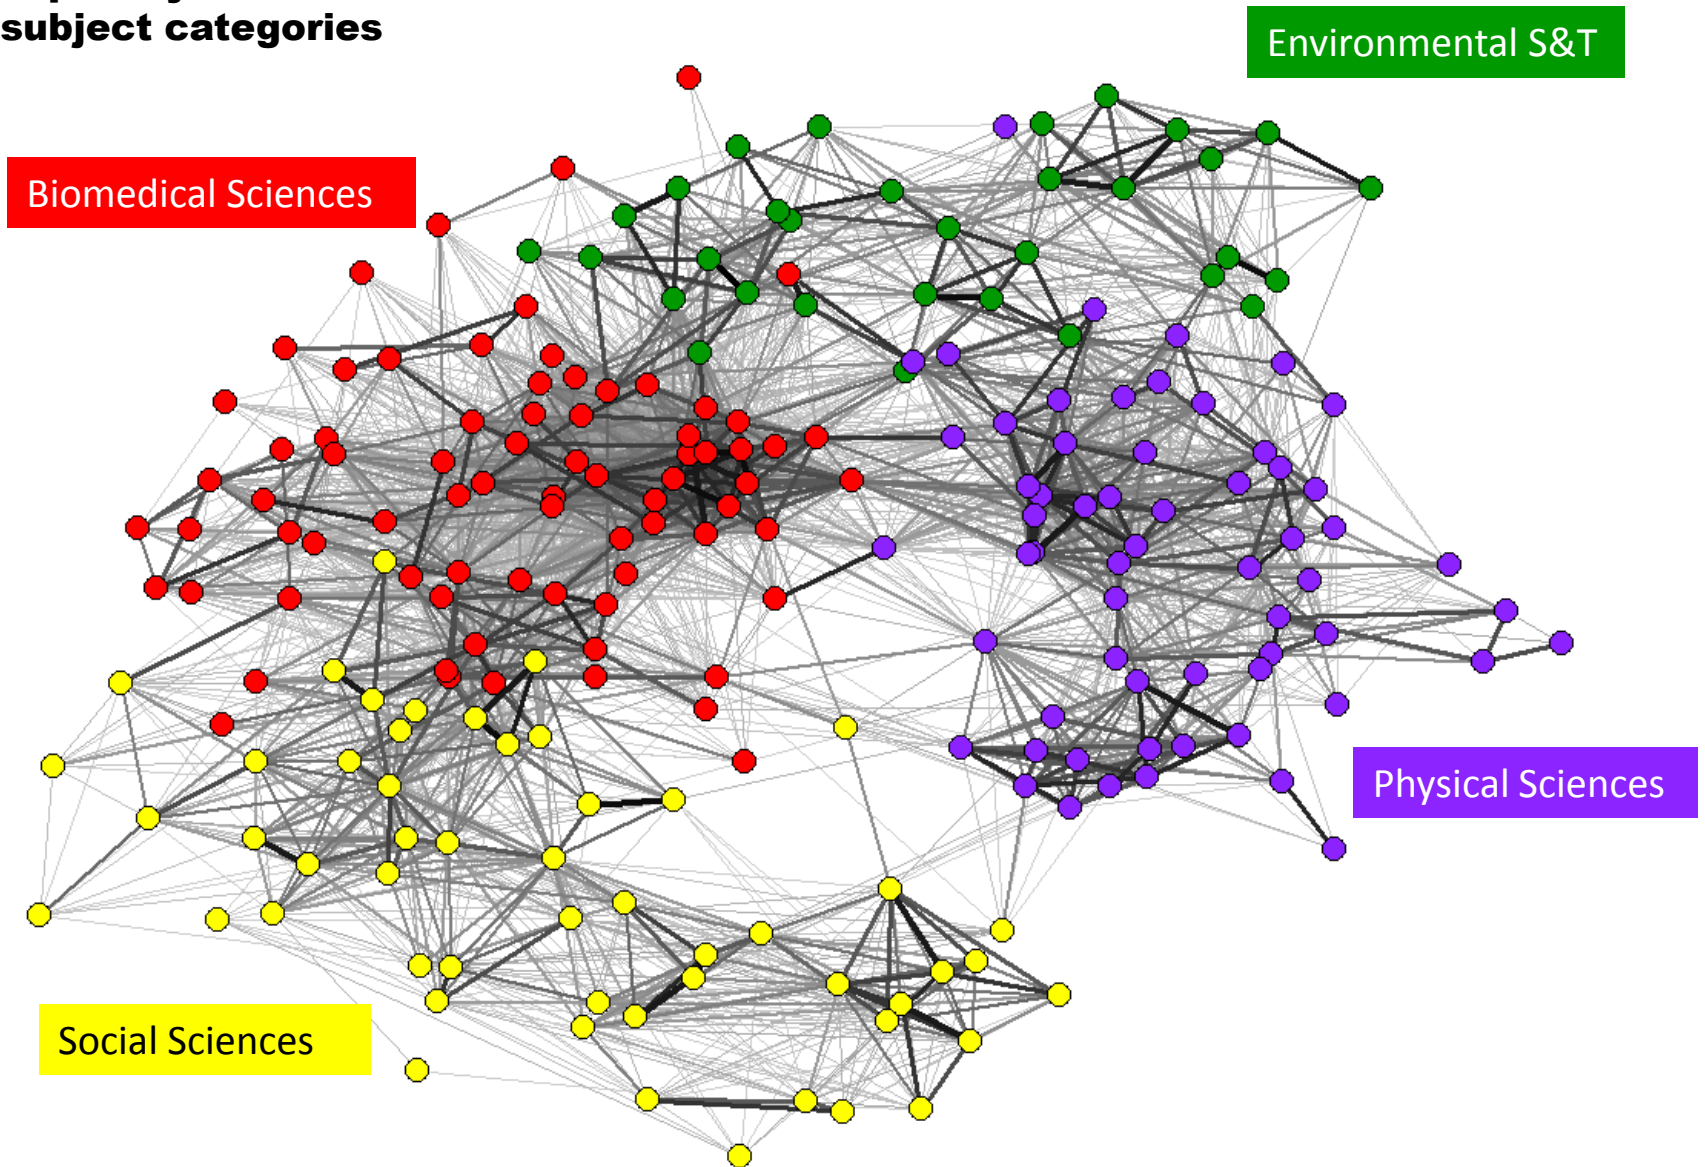 subject categories
Environmental S&T
Biomedical Sciences
Physical Sciences
Social Sciences